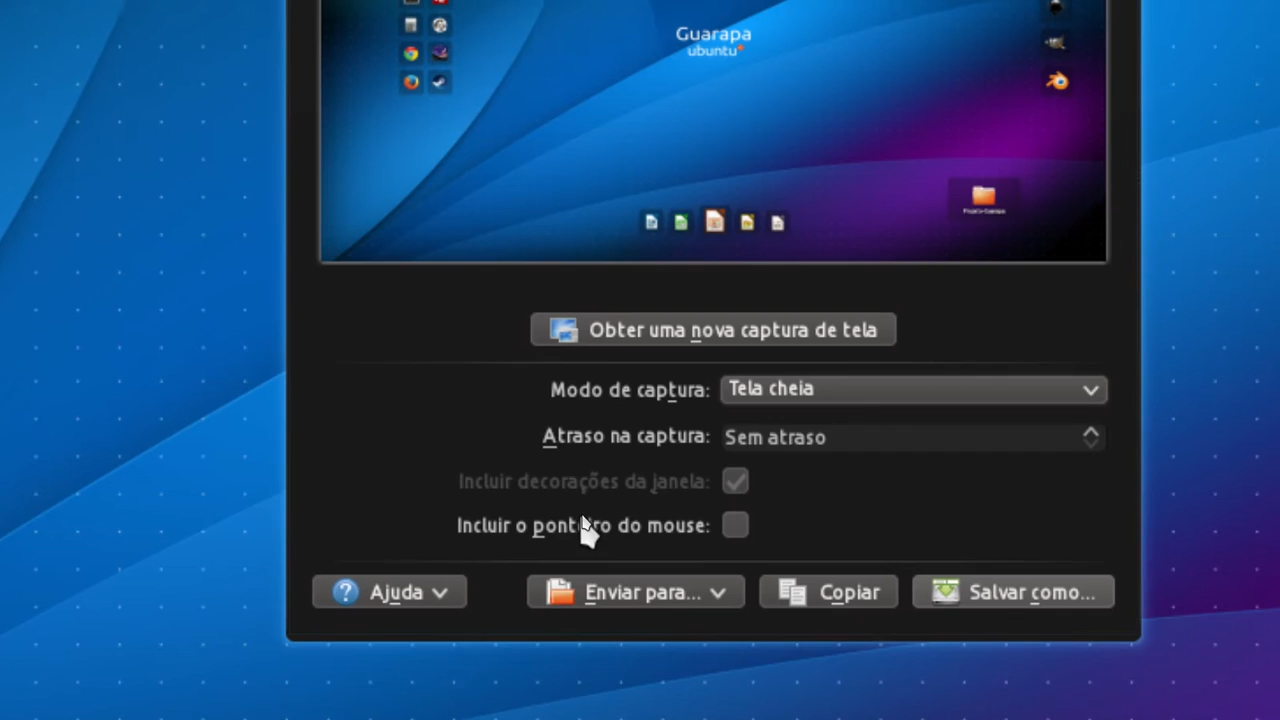 Guarapa
ubuntu
Obter uma nova captura de tela
Modo de captura: Tela cheia
Atraso na captura: Sem atraso
Incluir decorações da janela:
Incluir o ponteiro do mouse:
Ajuda
Enviar para...
Copiar
Salvar como...